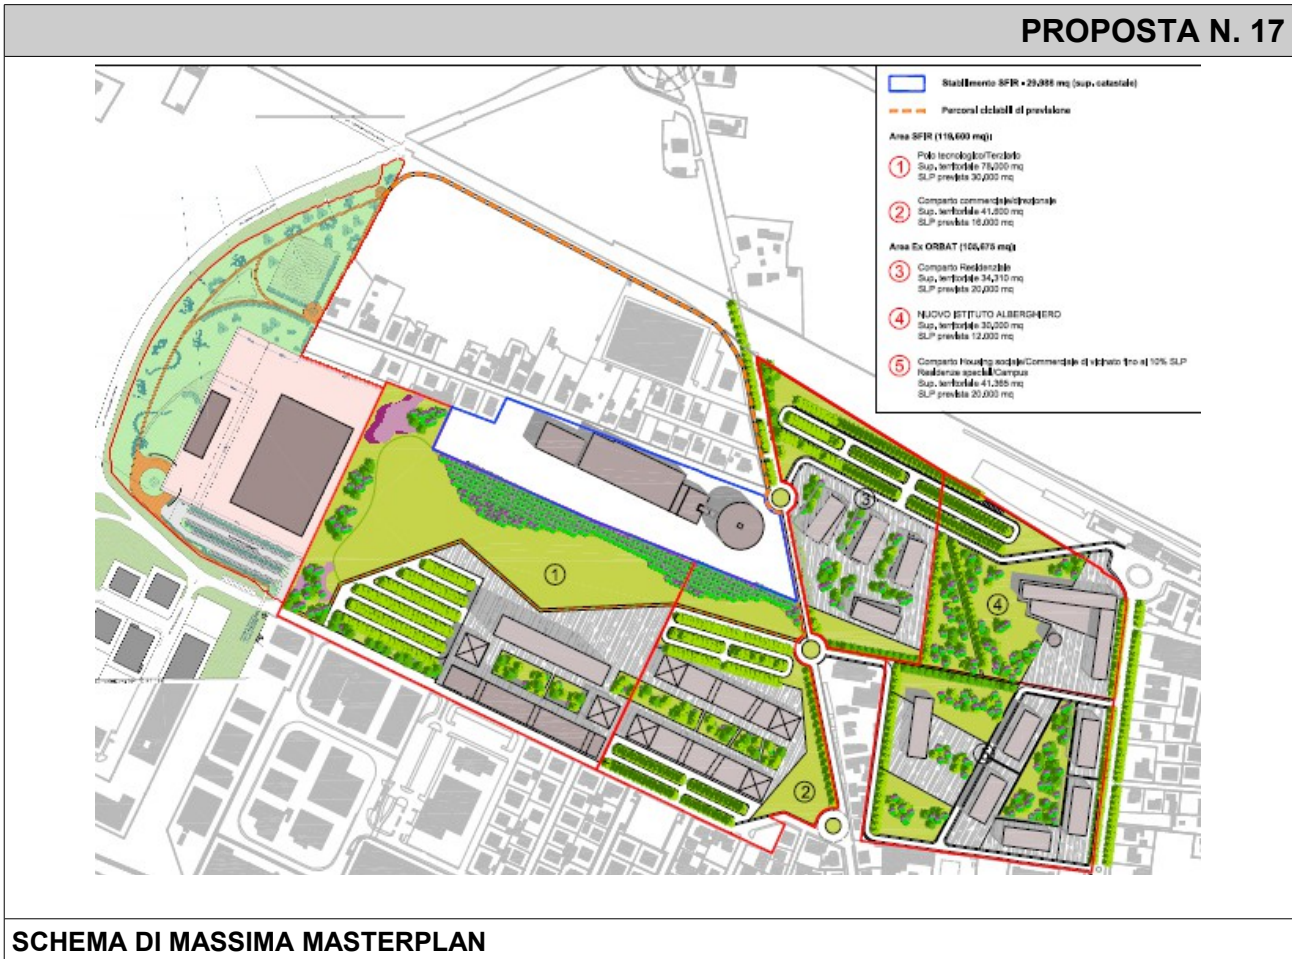 PROPOSTA N. 17
Stabilimento SFIR - 29.986 mq (sup. catastale)
Percorsi ciclabili di previsione
Area SFIR (119,600 mq):
1
Polo tecnologico/Terziario
Sup. territoriale 78,000 mq
SLP prevista 30,000 mq
2
Comparto commerciale/direzionale
Sup. territoriale 41.600 mq
SLP prevista 16,000 mq
Area Ex ORBAT (105,675 mq):
3
Comparto Residenziale
Sup. territoriale 34,310 mq
SLP prevista 20,000 mq
4
NUOVO ISTITUTO ALBERGHIERO
Sup. territoriale 30,000 mq
SLP prevista 12.000 mq
5
Comparto Housing sociale/Commerciale di vicinato fino al 10% SLP
Residenze speciali/Campus
Sup. territoriale 41.365 mq
SLP prevista 20,000 mq
3
1
4
5
2
SCHEMA DI MASSIMA MASTERPLAN